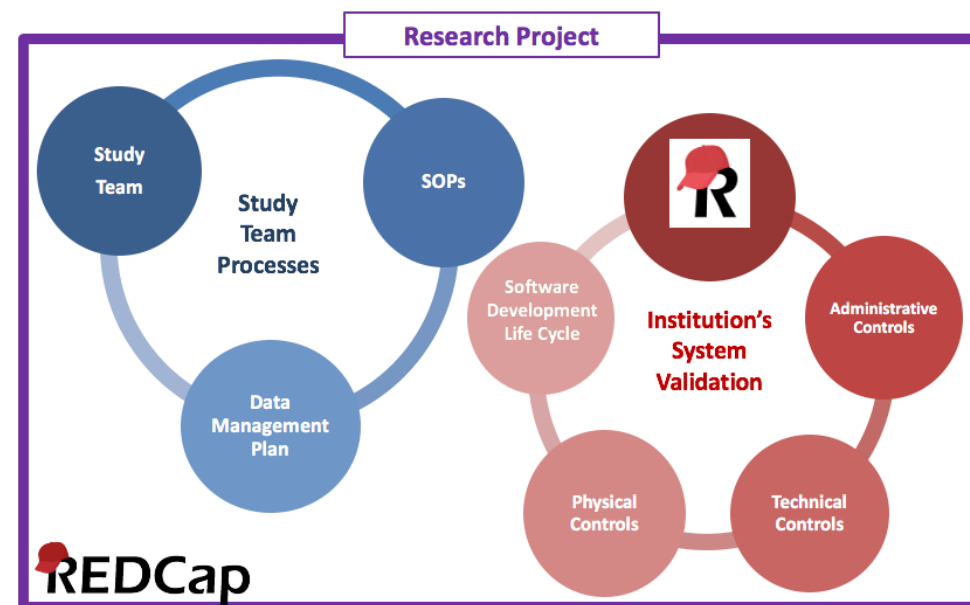 Research Project
Study
Team
SOPs
Study
Team
Processes
Data
Management
Plan
R
Software
Development
Life Cycle
Institution’s
System
Validation
Administrative
Controls
Physical
Controls
Technical
Controls
REDCap